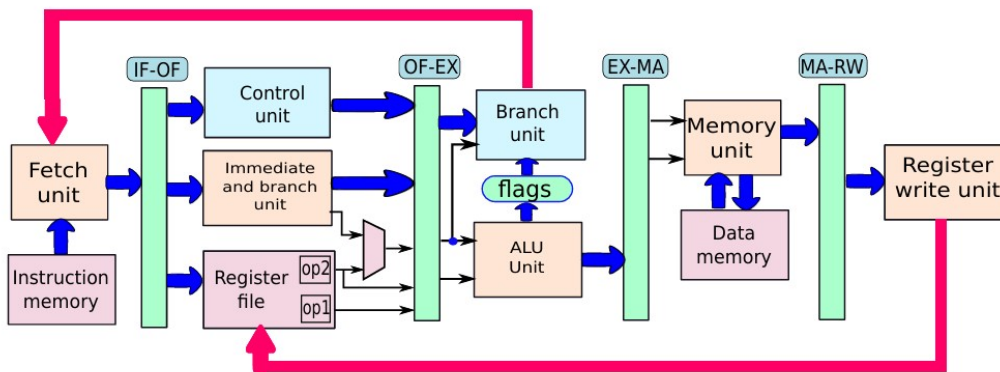 IF-OF
OF-EX
EX-MA
MA-RW
Control
unit
Branch
unit
Memory
unit
Fetch
unit
Immediate
and branch
unit
flags
Register
write unit
Instruction
memory
Register
file
op2
op1
ALU
Unit
Data
memory